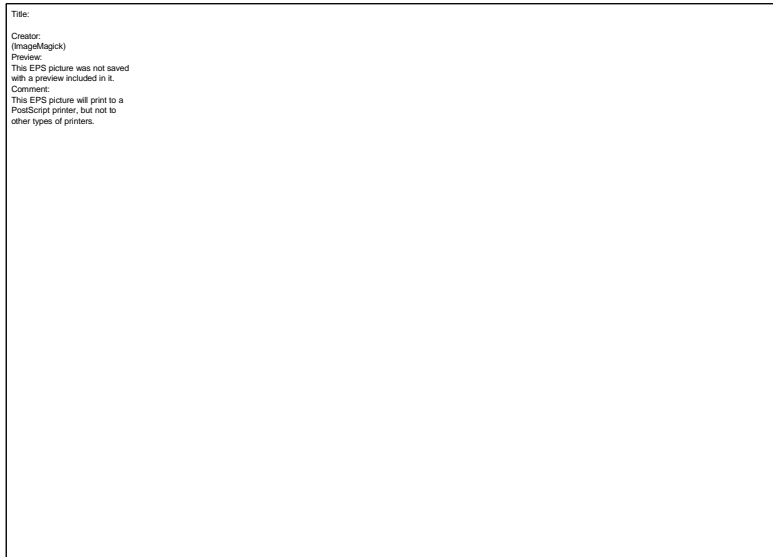 Title:
Creator:
(ImageMagick)
Preview:
This EPS picture was not saved
with a preview included in it.
Comment:
This EPS picture will print to a
PostScript printer, but not to
other types of printers.